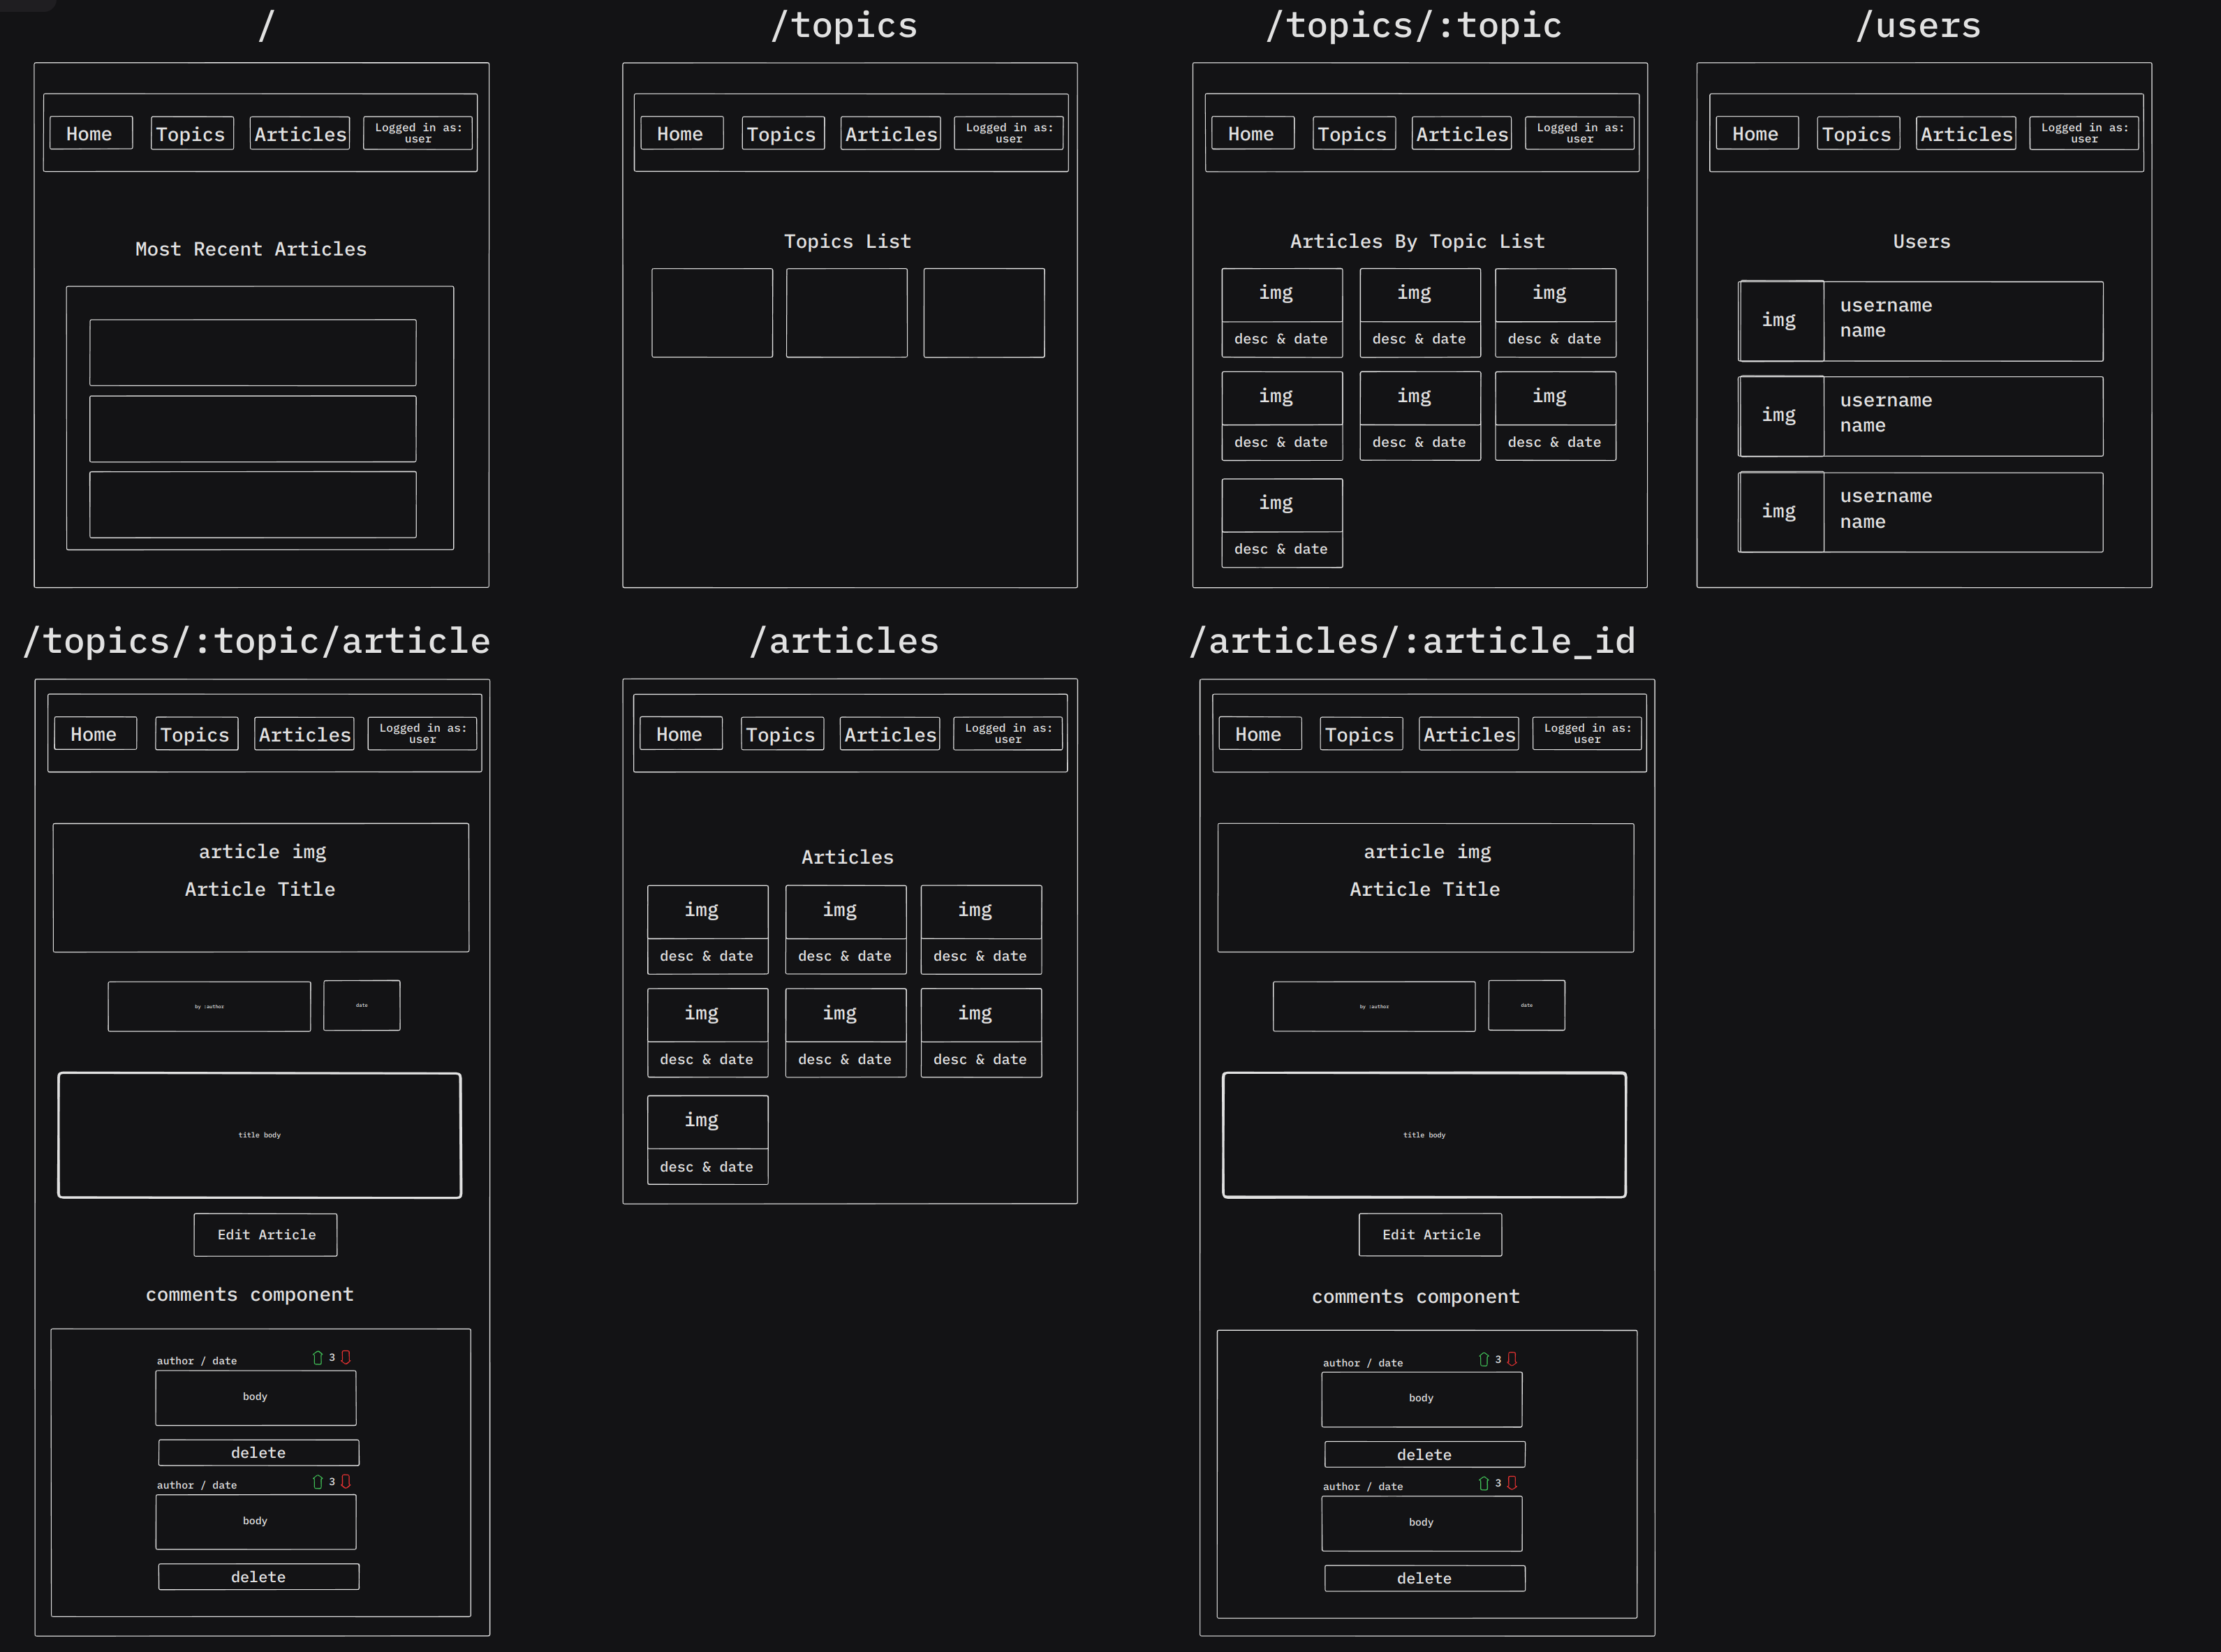 /
Home
Topics
Articles
Logged in as:
user
Most Recent Articles
/topics
Home
Topics
Articles
Logged in as:
user
Topics List
/topics/:topic
Home
Topics
Articles
Logged in as:
user
Articles By Topic List
img
img
img
desc & date
desc & date
desc & date
img
img
img
desc & date
desc & date
desc & date
img
desc & date
/users
Home
Topics
Articles
Logged in as:
user
Users
img
username
name
img
username
name
img
username
name
/topics/:topic/article
Home
Topics
Articles
Logged in as:
user
article img
Article Title
by :author
date
title body
Edit Article
comments component
author / date
3
body
delete
author / date
3
body
delete
/articles
Home
Topics
Articles
Logged in as:
user
Articles
img
img
img
desc & date
desc & date
desc & date
img
img
img
desc & date
desc & date
desc & date
img
desc & date
/articles/:article_id
Home
Topics
Articles
Logged in as:
user
article img
Article Title
by :author
date
title body
Edit Article
comments component
author / date
3
body
delete
author / date
3
body
delete